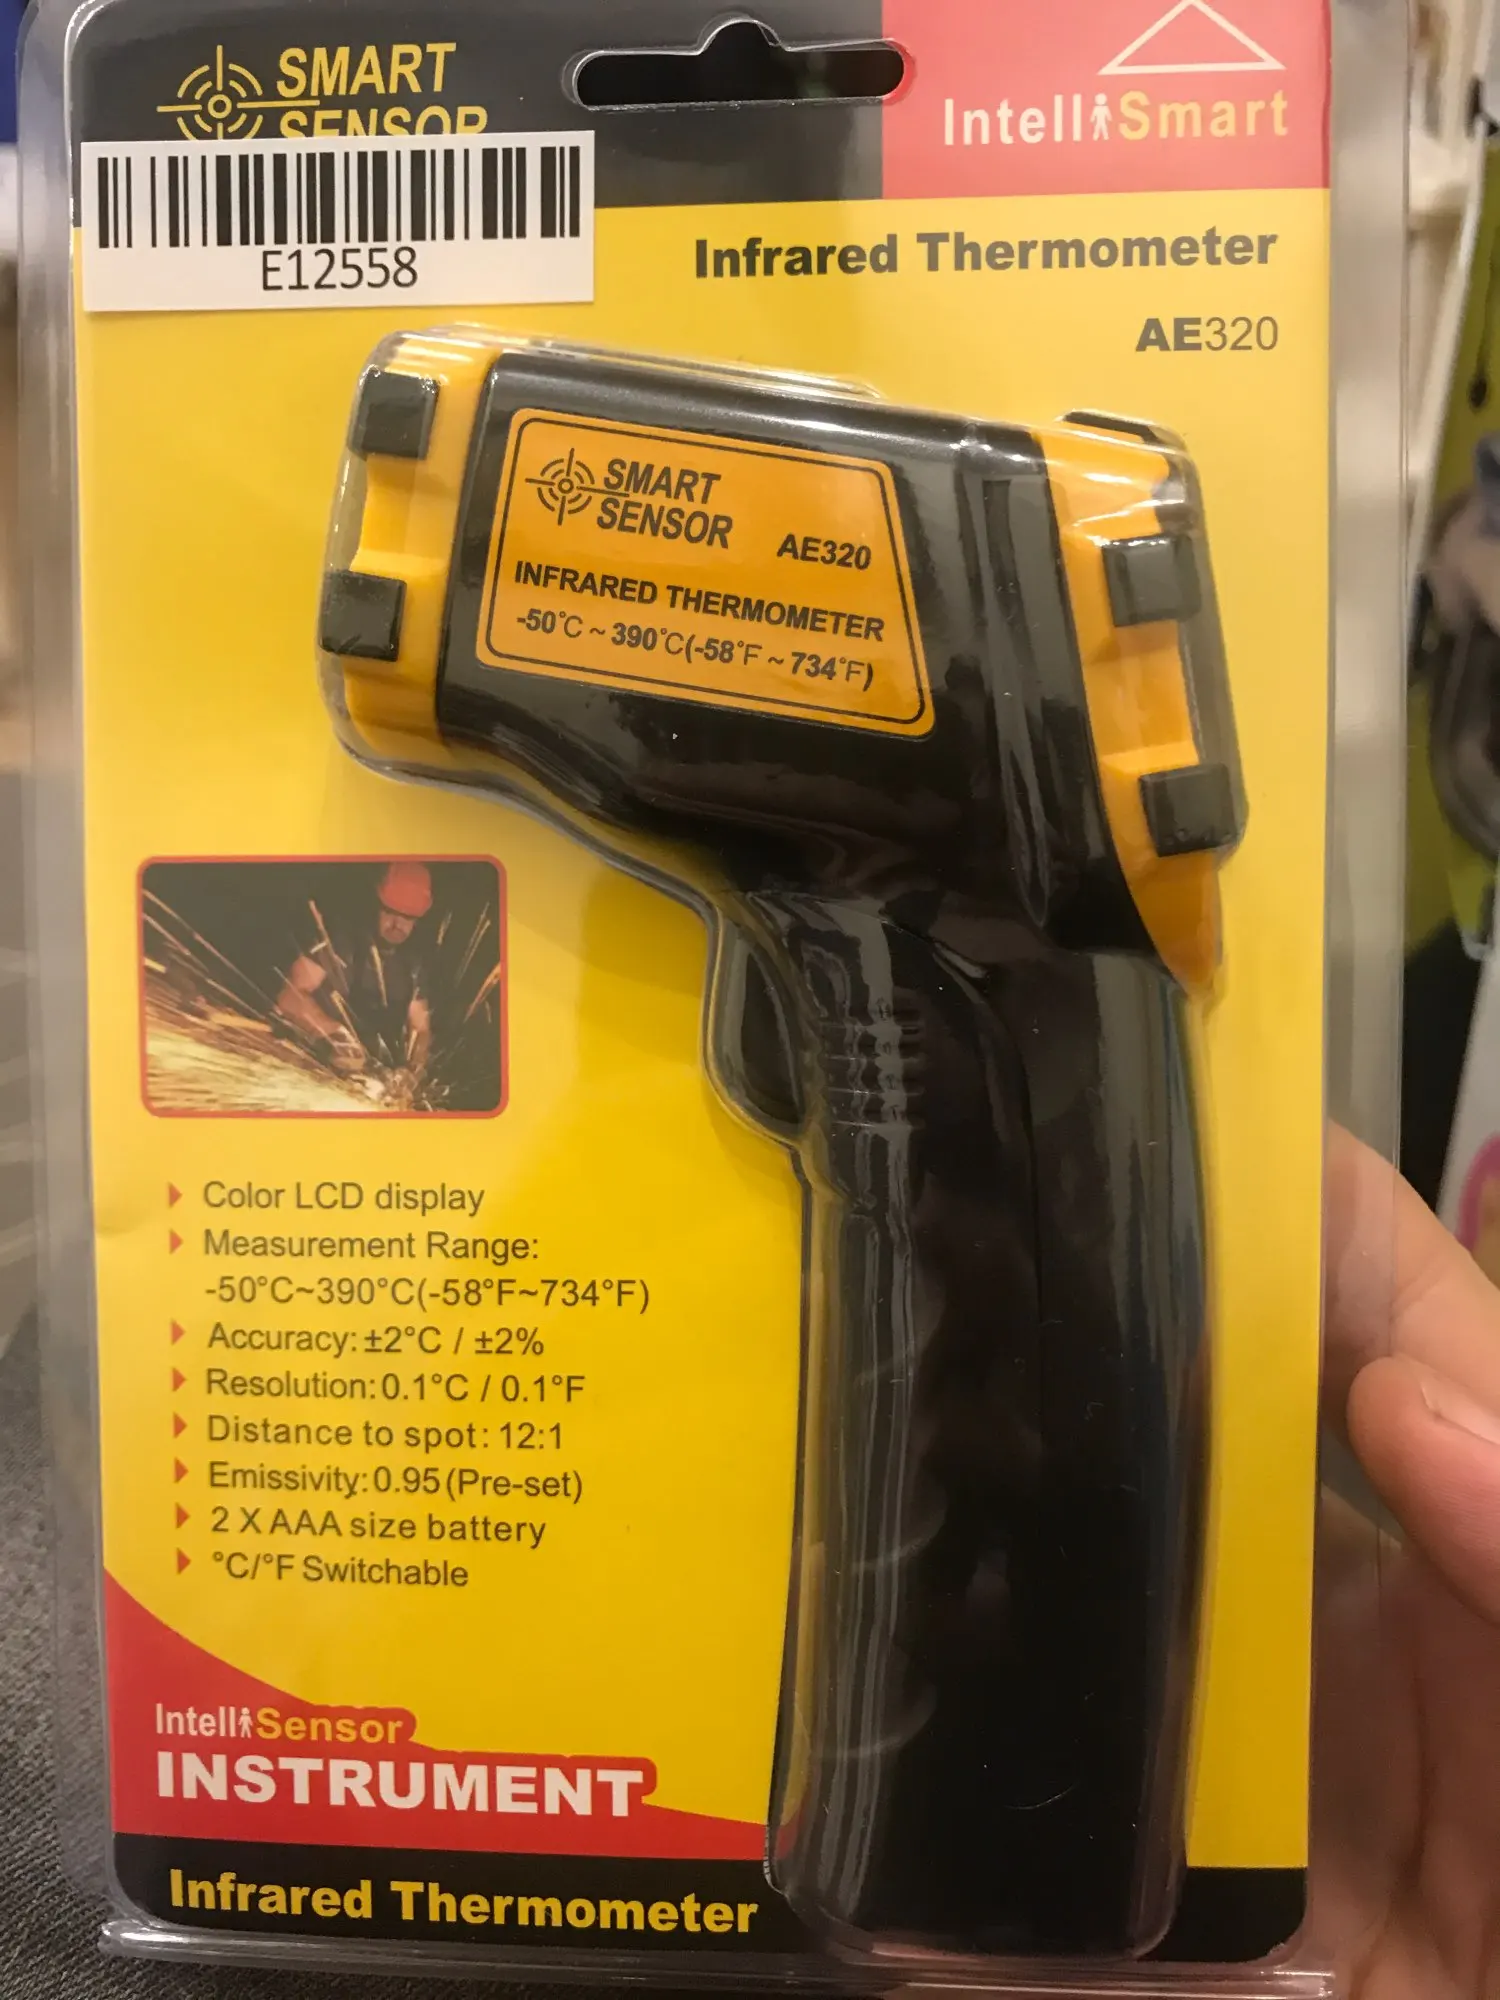 SMART
SENSOR
IntelliSmart
E12558
Infrared Thermometer
AE320
SMART
SENSOR AE320
INFRARED THERMOMETER
-50°C ~ 390°C(-58°F ~ 734°F)
Color LCD display
Measurement Range:
-50°C~390°C(-58°F~734°F)
Accuracy: ±2°C / ±2%
Resolution: 0.1°C / 0.1°F
Distance to spot: 12:1
Emissivity: 0.95 (Pre-set)
2 X AAA size battery
°C/°F Switchable
IntelliSensor
INSTRUMENT
Infrared Thermometer